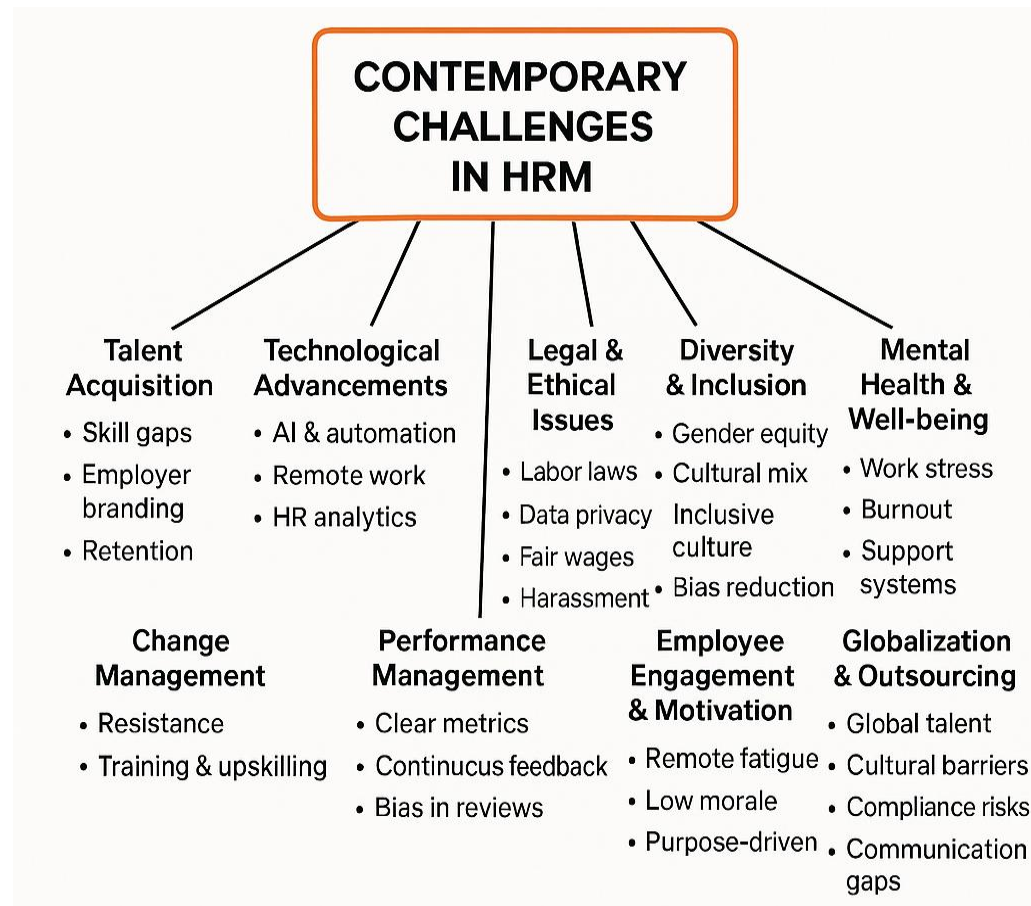 CONTEMPORARY
CHALLENGES
IN HRM
Talent
Acquisition
• Skill gaps
• Employer
branding
• Retention
Technological
Advancements
• AI & automation
• Remote work
• HR analytics
Legal &
Ethical
Issues
• Labor laws
• Data privacy
• Fair wages
• Harassment
Diversity
& Inclusion
• Gender equity
• Cultural mix
Inclusive
culture
• Bias reduction
Mental
Health &
Well-being
• Work stress
• Burnout
• Support
systems
Change
Management
• Resistance
• Training & upskilling
Performance
Management
• Clear metrics
• Continucus feedback
• Bias in reviews
Employee
Engagement
& Motivation
• Remote fatigue
• Low morale
• Purpose-driven
Globalization
& Outsourcing
• Global talent
• Cultural barriers
• Compliance risks
• Communication
gaps